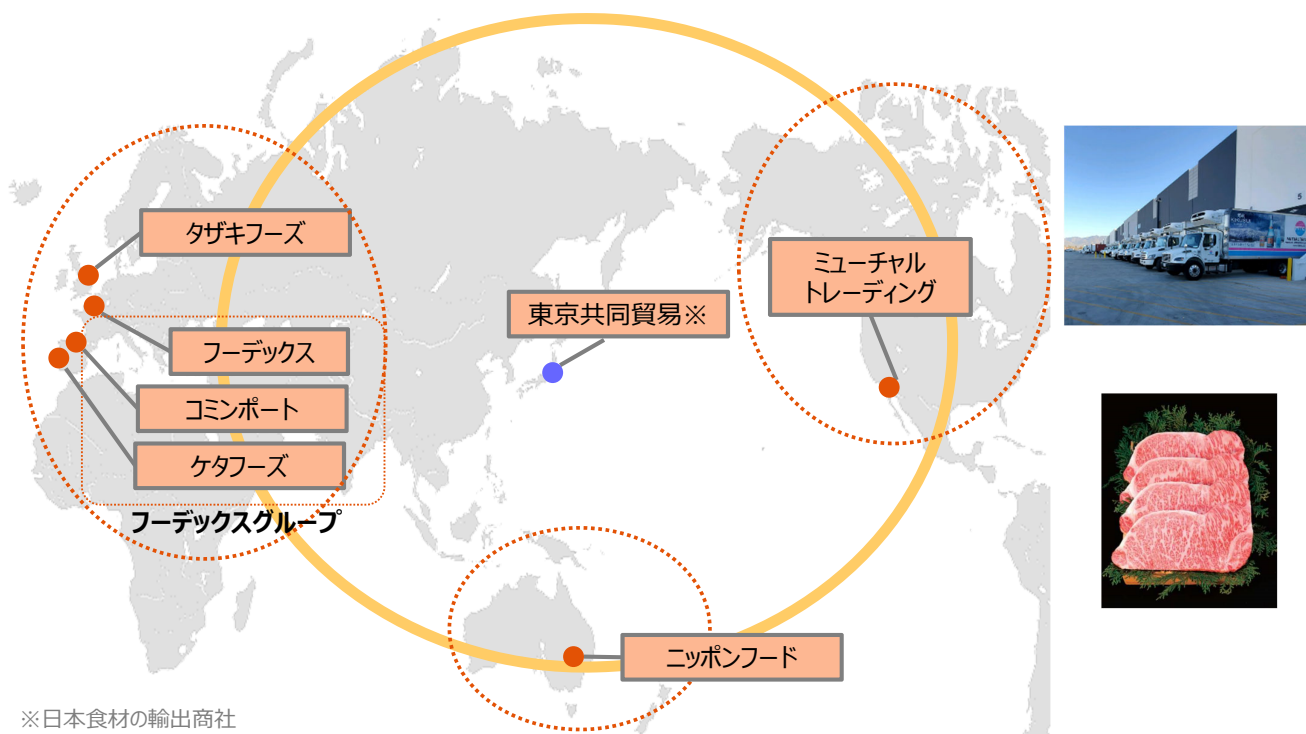 タザキフーズ
フーデックス
コミンポート
ケタフーズ
フーデックスグループ
東京共同貿易※
ミューチャル
トレーディング
ニッポンフード
※日本食材の輸出商社
5